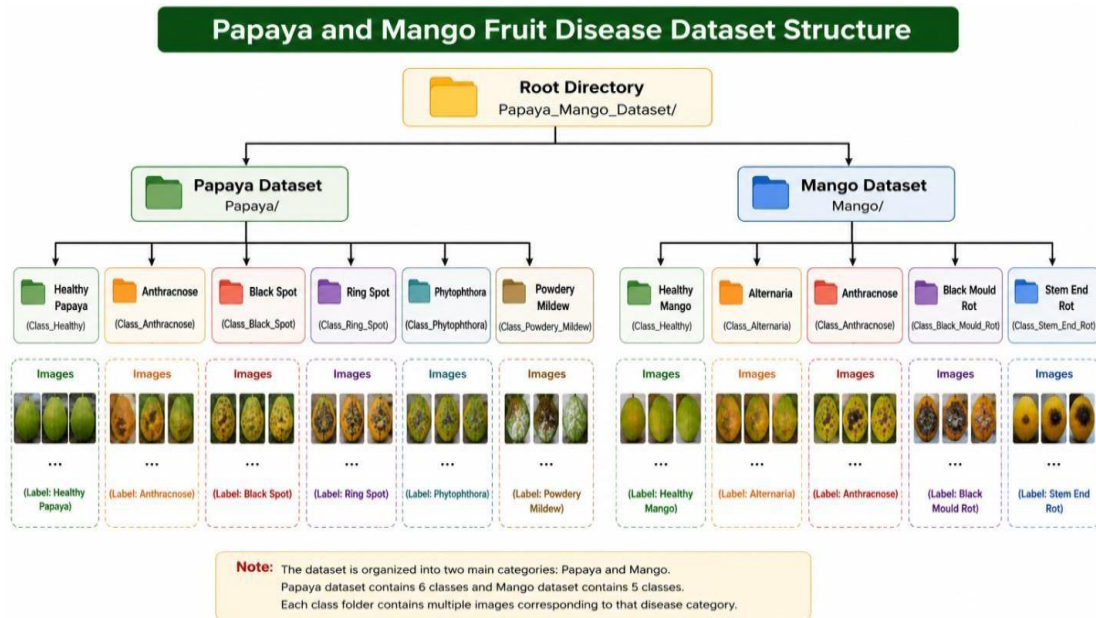 Papaya and Mango Fruit Disease Dataset Structure
Root Directory
Papaya_Mango_Dataset/
Papaya Dataset
Papaya/
Mango Dataset
Mango/
Healthy
Papaya
(Class_Healthy)
Anthracnose
(Class_Anthracnose)
Black Spot
(Class_Black_Spot)
Ring Spot
(Class_Ring_Spot)
Phytophthora
(Class_Phytophthora)
Powdery
Mildew
(Class_Powdery_Mildew)
Healthy
Mango
(Class_Healthy)
Alternaria
(Class_Alternaria)
Anthracnose
(Class_Anthracnose)
Black Mould
Rot
(Class_Black_Mould_Rot)
Stem End
Rot
(Class_Stem_End_Rot)
Images
...
(Label: Healthy
Papaya)
Images
...
(Label: Anthracnose)
Images
...
(Label: Black Spot)
Images
...
(Label: Ring Spot)
Images
...
(Label: Phytophthora)
Images
...
(Label: Powdery
Mildew)
Images
...
(Label: Healthy
Mango)
Images
...
(Label: Alternaria)
Images
...
(Label: Anthracnose)
Images
...
(Label: Black
Mould Rot)
Images
...
(Label: Stem End
Rot)
Note: The dataset is organized into two main categories: Papaya and Mango.
Papaya dataset contains 6 classes and Mango dataset contains 5 classes.
Each class folder contains multiple images corresponding to that disease category.